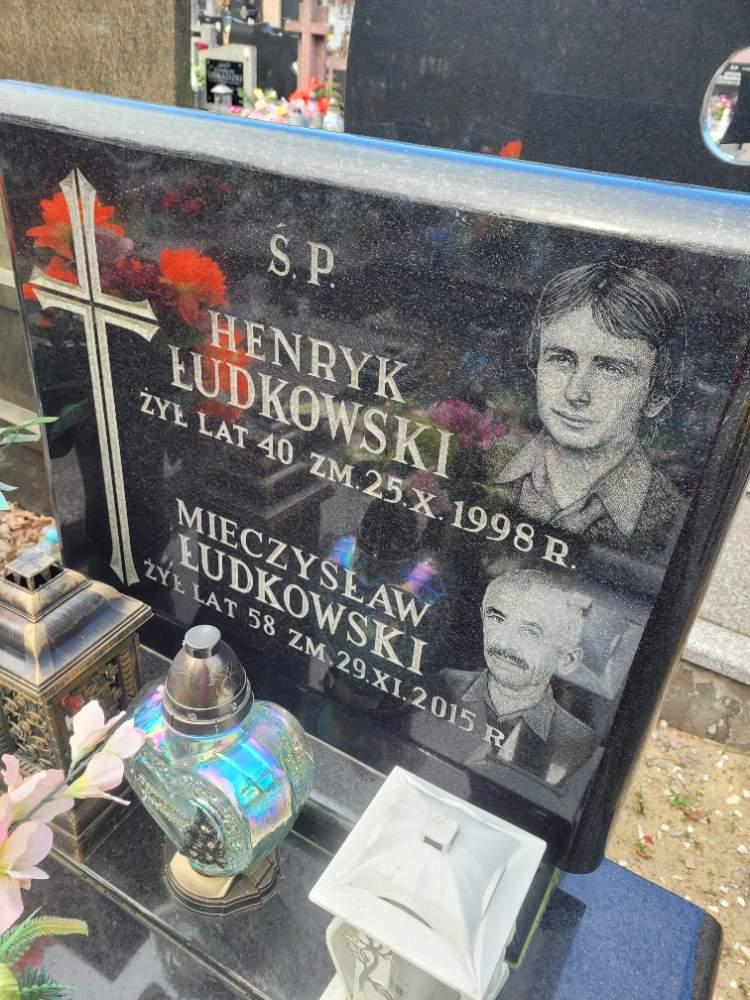 Ś.P.
HENRYK
ŁUDKOWSKI
ŻYŁ LAT 40 ZM.25.X.1998 R.
MIECZYSŁAW
ŁUDKOWSKI
ŻYŁ LAT 58 ZM.29.XI.2015 R.